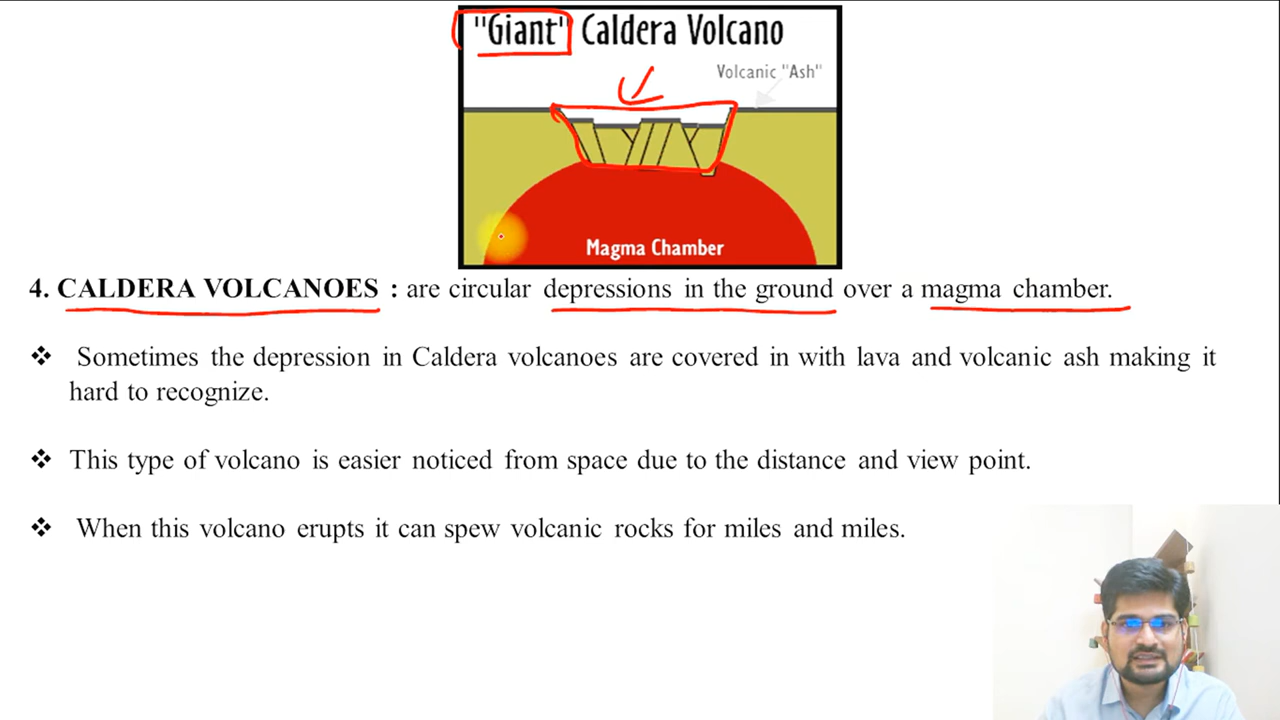 "Giant" Caldera Volcano
Volcanic "Ash"
Magma Chamber
4. CALDERA VOLCANOES : are circular depressions in the ground over a magma chamber.
❖ Sometimes the depression in Caldera volcanoes are covered in with lava and volcanic ash making it
hard to recognize.
❖ This type of volcano is easier noticed from space due to the distance and view point.
❖ When this volcano erupts it can spew volcanic rocks for miles and miles.